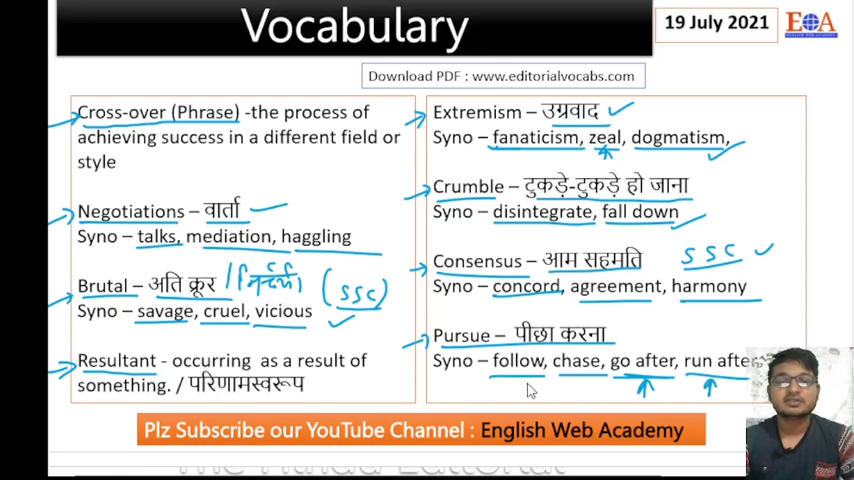 Vocabulary
19 July 2021
EOA
Download PDF : www.editorialvocabs.com
Cross-over (Phrase) -the process of
achieving success in a different field or
style
Negotiations – वार्ता
Syno – talks, mediation, haggling
Brutal – अति क्रूर / निर्दयी (SSC)
Syno – savage, cruel, vicious
Resultant - occurring as a result of
something. / परिणामस्वरूप
Extremism – उग्रवाद
Syno – fanaticism, zeal, dogmatism,
Crumble – टुकड़े-टुकड़े हो जाना
Syno – disintegrate, fall down
Consensus – आम सहमति SSC
Syno – concord, agreement, harmony
Pursue – पीछा करना
Syno – follow, chase, go after, run after
Plz Subscribe our YouTube Channel : English Web Academy
The Hindu Editorial